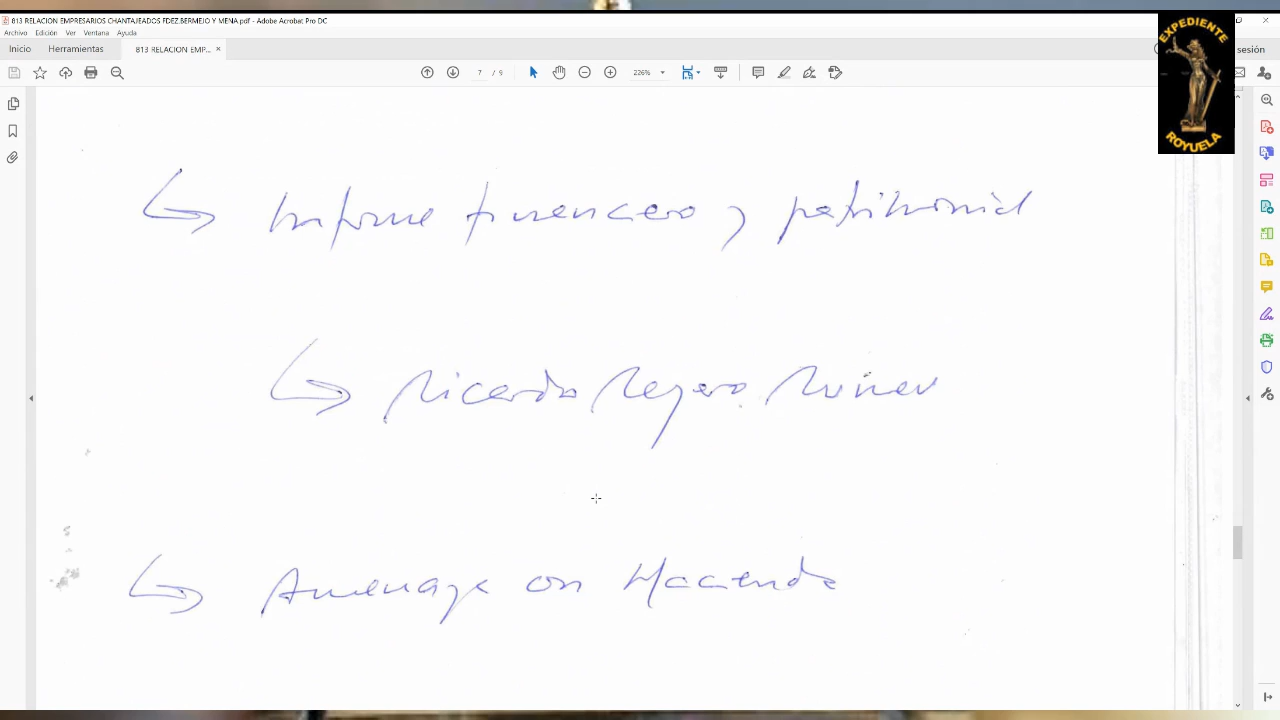 813 RELACION EMPRESARIOS CHANTAJEADOS FDEZ.BERMEJO Y MENA.pdf - Adobe Acrobat Pro DC
Archivo Edición Ver Ventana Ayuda
Inicio Herramientas 813 RELACION EMP... ×
sesión
7 / 9 226%
EXPEDIENTE
ROYUELA
Informe financiero y patrimonial
Ricardo
Amenaza con Hacienda